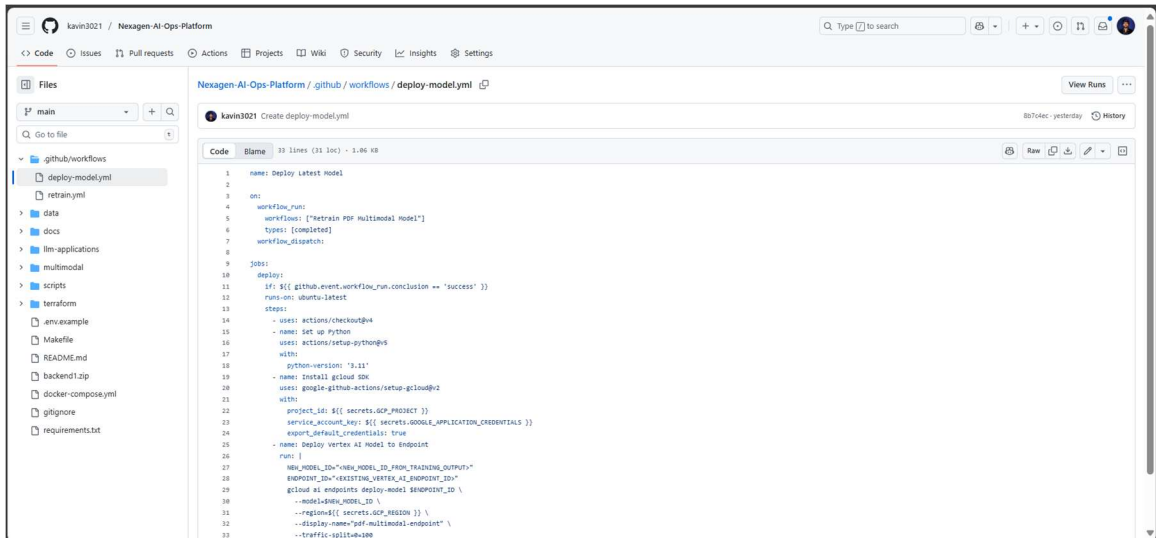 kavin3021 / Nexagen-AI-Ops-Platform
Type / to search
Code Issues Pull requests Actions Projects Wiki Security Insights Settings
Files
main
Go to file
t
.github/workflows
deploy-model.yml
retrain.yml
data
docs
llm-applications
multimodal
scripts
terraform
.env.example
Makefile
README.md
backend1.zip
docker-compose.yml
gitignore
requirements.txt
Nexagen-AI-Ops-Platform / .github / workflows / deploy-model.yml
View Runs
kavin3021 Create deploy-model.yml
8b7c4ec · yesterday History
Code Blame 33 lines (31 loc) · 1.06 KB
Raw
1 name: Deploy Latest Model
2
3 on:
4 workflow_run:
5 workflows: ["Retrain PDF Multimodal Model"]
6 types: [completed]
7 workflow_dispatch:
8
9 jobs:
10 deploy:
11 if: ${{ github.event.workflow_run.conclusion == 'success' }}
12 runs-on: ubuntu-latest
13 steps:
14 - uses: actions/checkout@v4
15 - name: Set up Python
16 uses: actions/setup-python@v5
17 with:
18 python-version: '3.11'
19 - name: Install gcloud SDK
20 uses: google-github-actions/setup-gcloud@v2
21 with:
22 project_id: ${{ secrets.GCP_PROJECT }}
23 service_account_key: ${{ secrets.GOOGLE_APPLICATION_CREDENTIALS }}
24 export_default_credentials: true
25 - name: Deploy Vertex AI Model to Endpoint
26 run: |
27 NEW_MODEL_ID="<NEW_MODEL_ID_FROM_TRAINING_OUTPUT>"
28 ENDPOINT_ID="<EXISTING_VERTEX_AI_ENDPOINT_ID>"
29 gcloud ai endpoints deploy-model $ENDPOINT_ID \
30 --model=$NEW_MODEL_ID \
31 --region=${{ secrets.GCP_REGION }} \
32 --display-name="pdf-multimodal-endpoint" \
33 --traffic-split=0=100